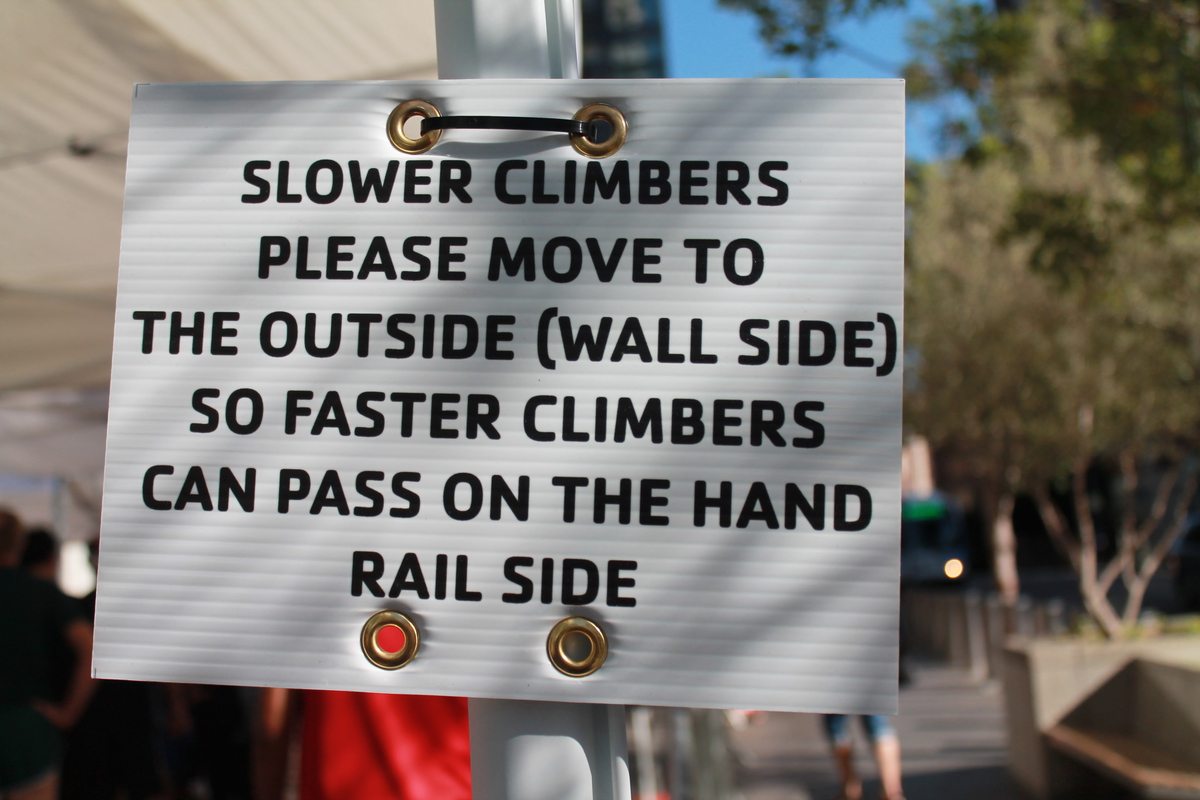 SLOWER CLIMBERS
PLEASE MOVE TO
THE OUTSIDE (WALL SIDE)
SO FASTER CLIMBERS
CAN PASS ON THE HAND
RAIL SIDE